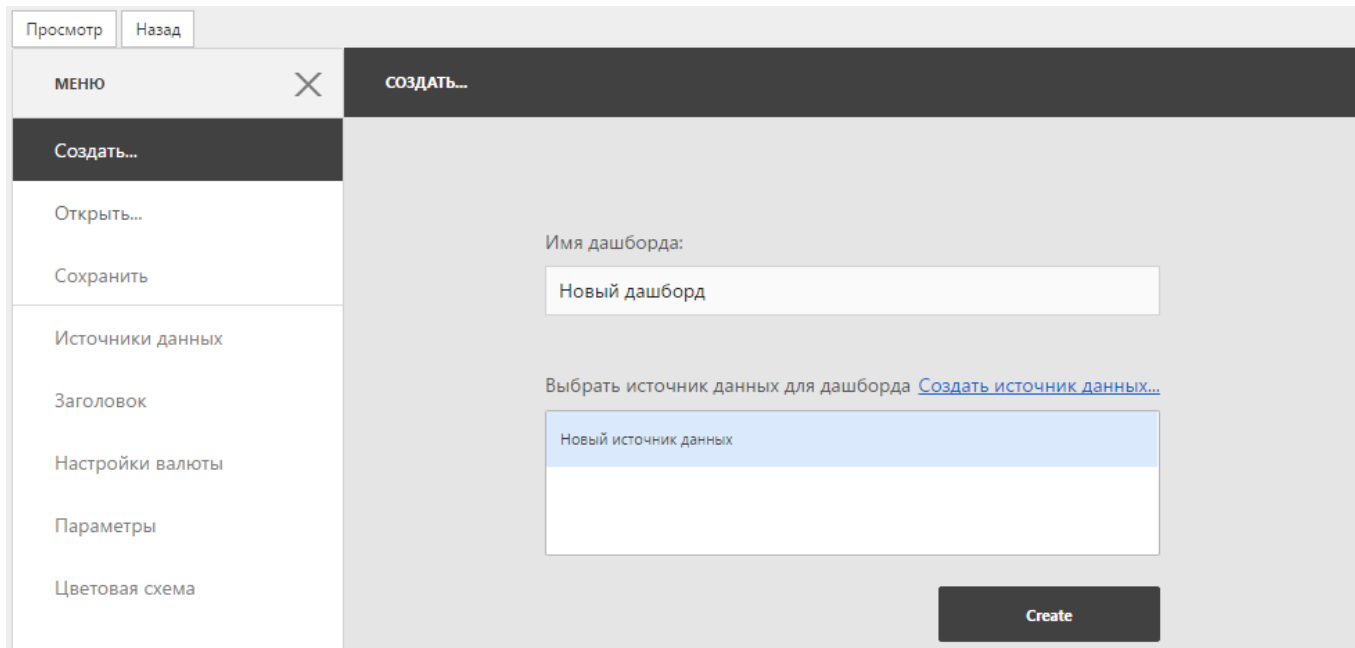 Просмотр Назад
МЕНЮ
СОЗДАТЬ...
Создать...
Открыть...
Сохранить
Источники данных
Заголовок
Настройки валюты
Параметры
Цветовая схема
Имя дашборда:
Новый дашборд
Выбрать источник данных для дашборда Создать источник данных...
Новый источник данных
Create